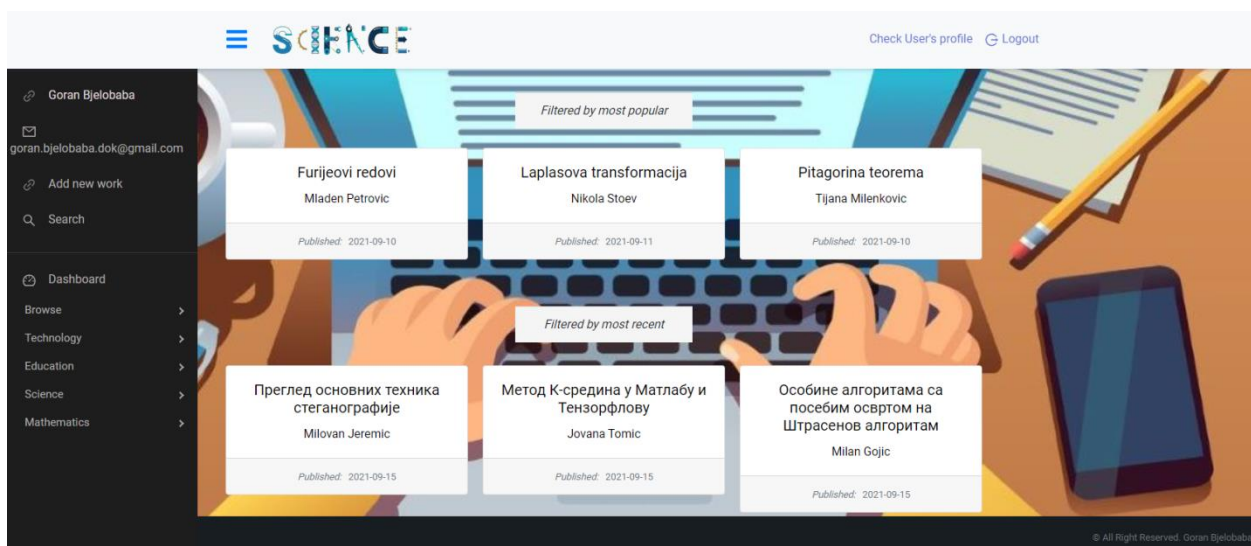 SCIENCE
Check User's profile
Logout
Goran Bjelobaba
goran.bjelobaba.dok@gmail.com
Add new work
Search
Dashboard
Browse
Technology
Education
Science
Mathematics
Filtered by most popular
Furijeovi redovi
Mladen Petrovic
Published: 2021-09-10
Laplasova transformacija
Nikola Stoev
Published: 2021-09-11
Pitagorina teorema
Tijana Milenkovic
Published: 2021-09-10
Filtered by most recent
Преглед основних техника
стеганографије
Milovan Jeremic
Published: 2021-09-15
Метод К-средина у Матлабу и
Тензорфлову
Jovana Tomic
Published: 2021-09-15
Особине алгоритама са
посебим освртом на
Штрасенов алгоритам
Milan Gojic
Published: 2021-09-15
© All Right Reserved. Goran Bjelobaba